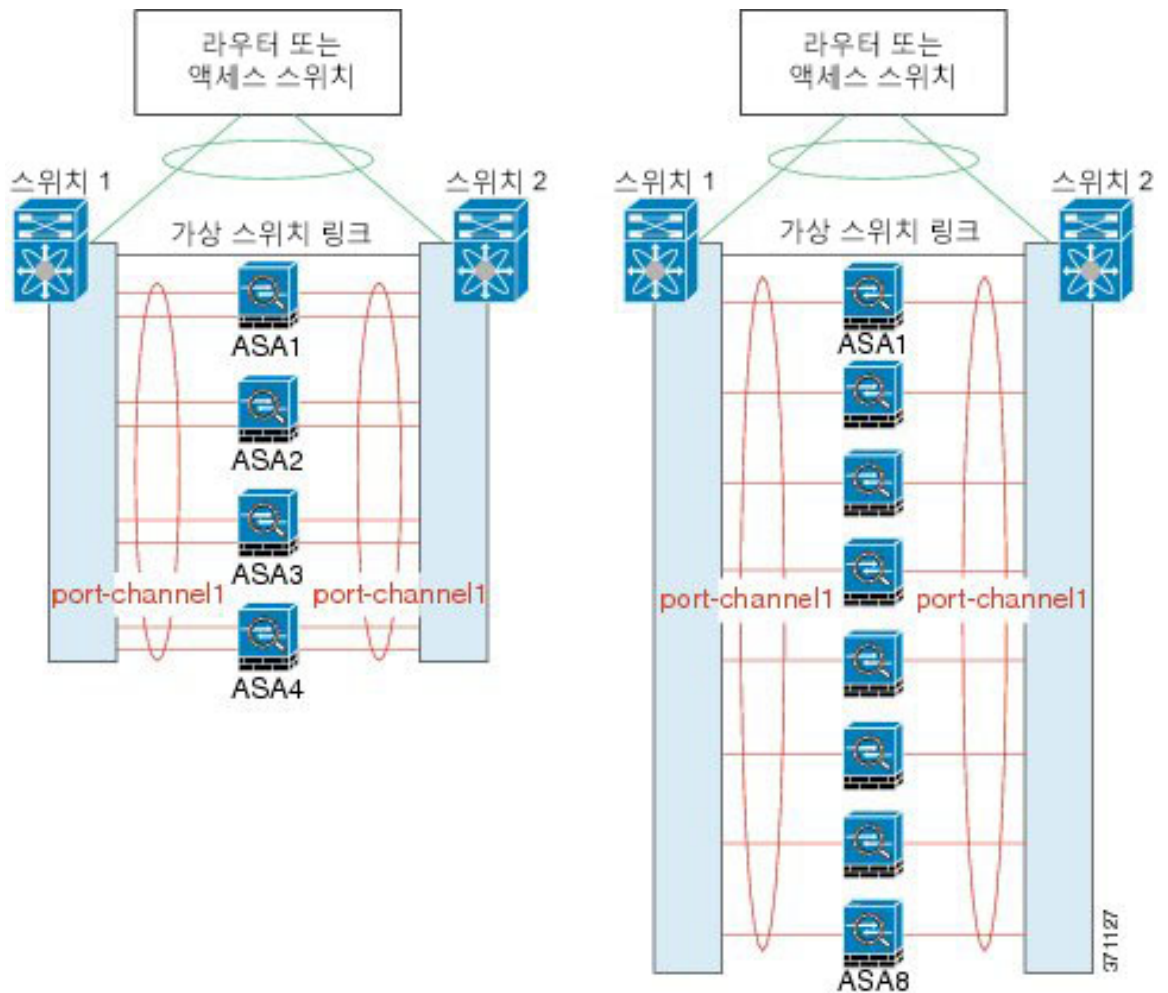 라우터 또는
액세스 스위치
스위치 1
스위치 2
가상 스위치 링크
ASA1
ASA2
ASA3
port-channel1
port-channel1
ASA4
라우터 또는
액세스 스위치
스위치 1
스위치 2
가상 스위치 링크
ASA1
port-channel1
port-channel1
ASA8
371127